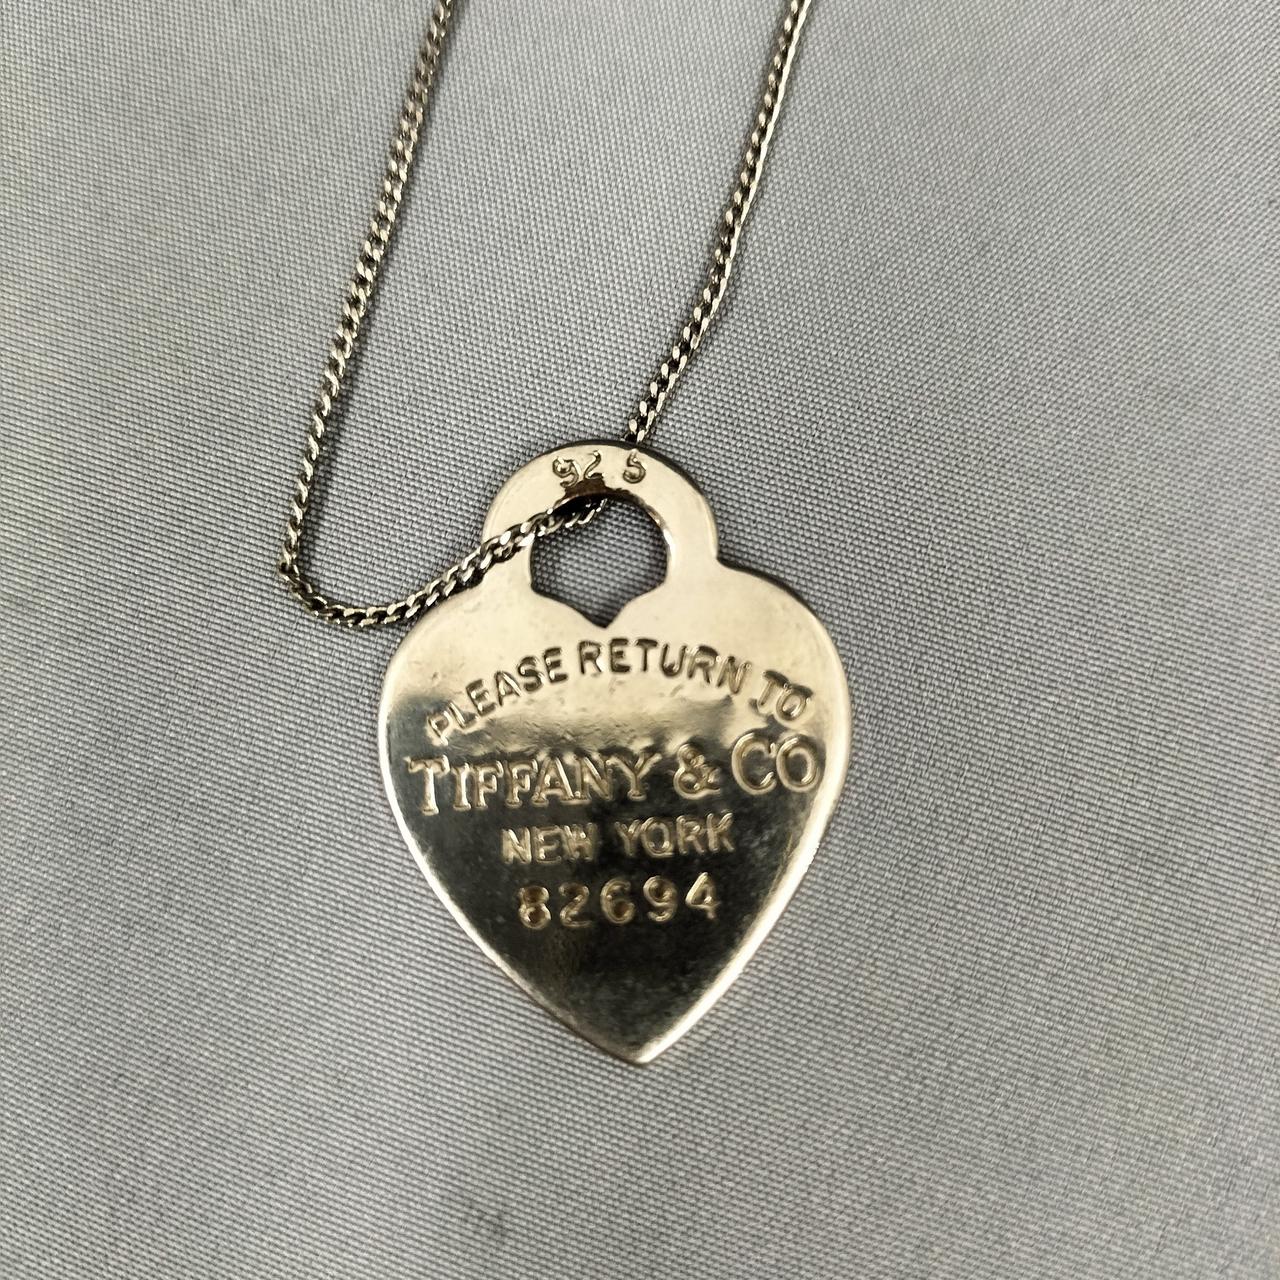 925
PLEASE RETURN TO
TIFFANY & CO
NEW YORK
82694